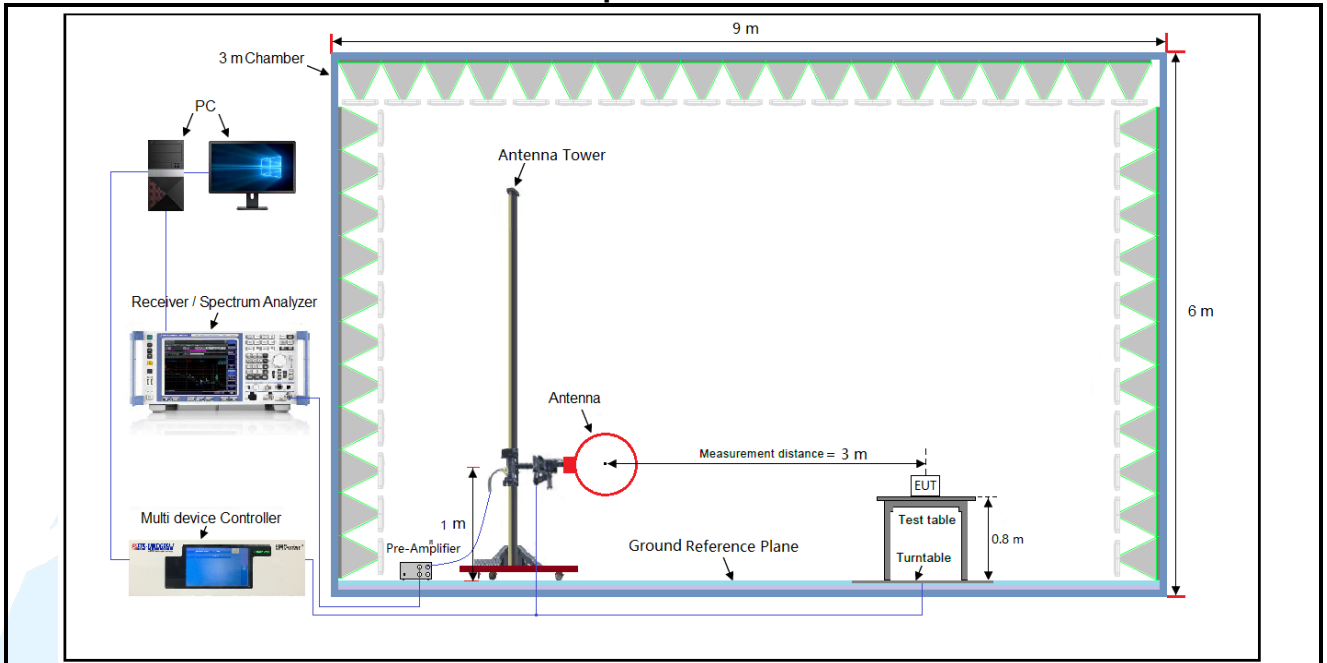 9 m
3 m Chamber
PC
Antenna Tower
Receiver / Spectrum Analyzer
6 m
Antenna
Measurement distance = 3 m
EUT
Multi device Controller
1 m
Test table
0.8 m
Pre-Amplifier
Ground Reference Plane
Turntable